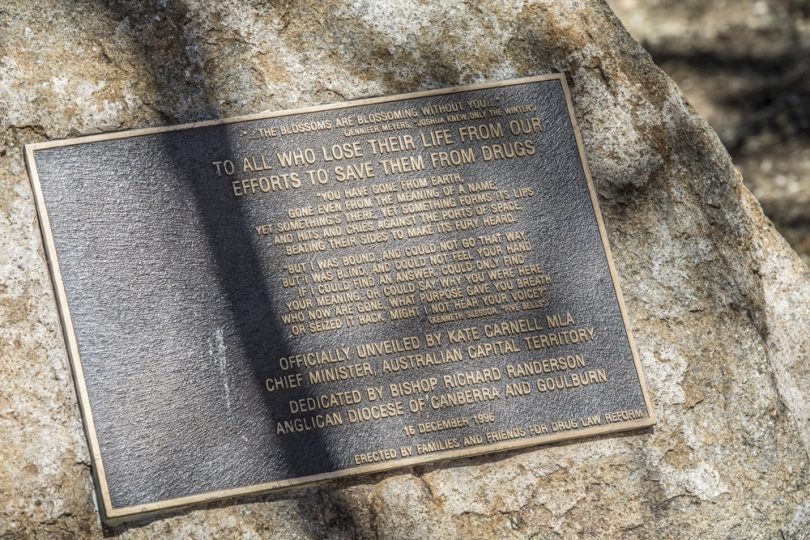 "...THE BLOSSOMS ARE BLOSSOMING WITHOUT YOU..."
(JENNIFER MEYERS, "JOSHUA KNEW, ONLY THE WINTER)
TO ALL WHO LOSE THEIR LIFE FROM OUR
EFFORTS TO SAVE THEM FROM DRUGS
"YOU HAVE GONE FROM EARTH,
GONE EVEN FROM THE MEANING OF A NAME,
YET SOMETHING'S THERE, YET SOMETHING FORMS ITS LIPS
AND HITS AND CRIES AGAINST THE PORTS OF SPACE,
BEATING THEIR SIDES TO MAKE ITS FURY HEARD.
"BUT I WAS BOUND, AND COULD NOT GO THAT WAY,
BUT I WAS BLIND, AND COULD NOT FEEL YOUR HAND
IF I COULD FIND AN ANSWER, COULD ONLY FIND
YOUR MEANING, OR COULD SAY WHY YOU WERE HERE
WHO NOW ARE GONE, WHAT PURPOSE GAVE YOU BREATH
OR SEIZED IT BACK, MIGHT I NOT HEAR YOUR VOICE?"
(KENNETH SLESSOR, "FIVE BELLS")
OFFICIALLY UNVEILED BY KATE CARNELL MLA
CHIEF MINISTER, AUSTRALIAN CAPITAL TERRITORY
DEDICATED BY BISHOP RICHARD RANDERSON
ANGLICAN DIOCESE OF CANBERRA AND GOULBURN
16 DECEMBER 1996
ERECTED BY FAMILIES AND FRIENDS FOR DRUG LAW REFORM